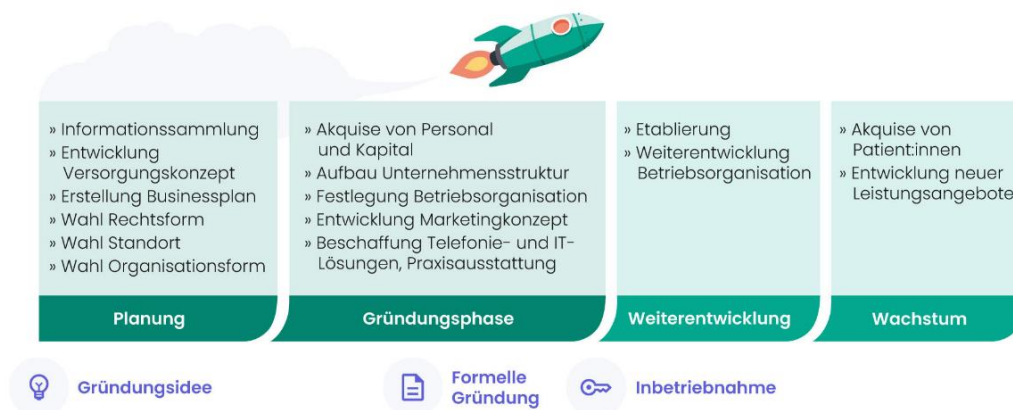 » Informationssammlung
» Entwicklung
Versorgungskonzept
» Erstellung Businessplan
» Wahl Rechtsform
» Wahl Standort
» Wahl Organisationsform
Planung
» Akquise von Personal
und Kapital
» Aufbau Unternehmensstruktur
» Festlegung Betriebsorganisation
» Entwicklung Marketingkonzept
» Beschaffung Telefonie- und IT-
Lösungen, Praxisausstattung
Gründungsphase
» Etablierung
» Weiterentwicklung
Betriebsorganisation
Weiterentwicklung
» Akquise von
Patient:innen
» Entwicklung neuer
Leistungsangebote
Wachstum
Gründungsidee
Formelle
Gründung
Inbetriebnahme